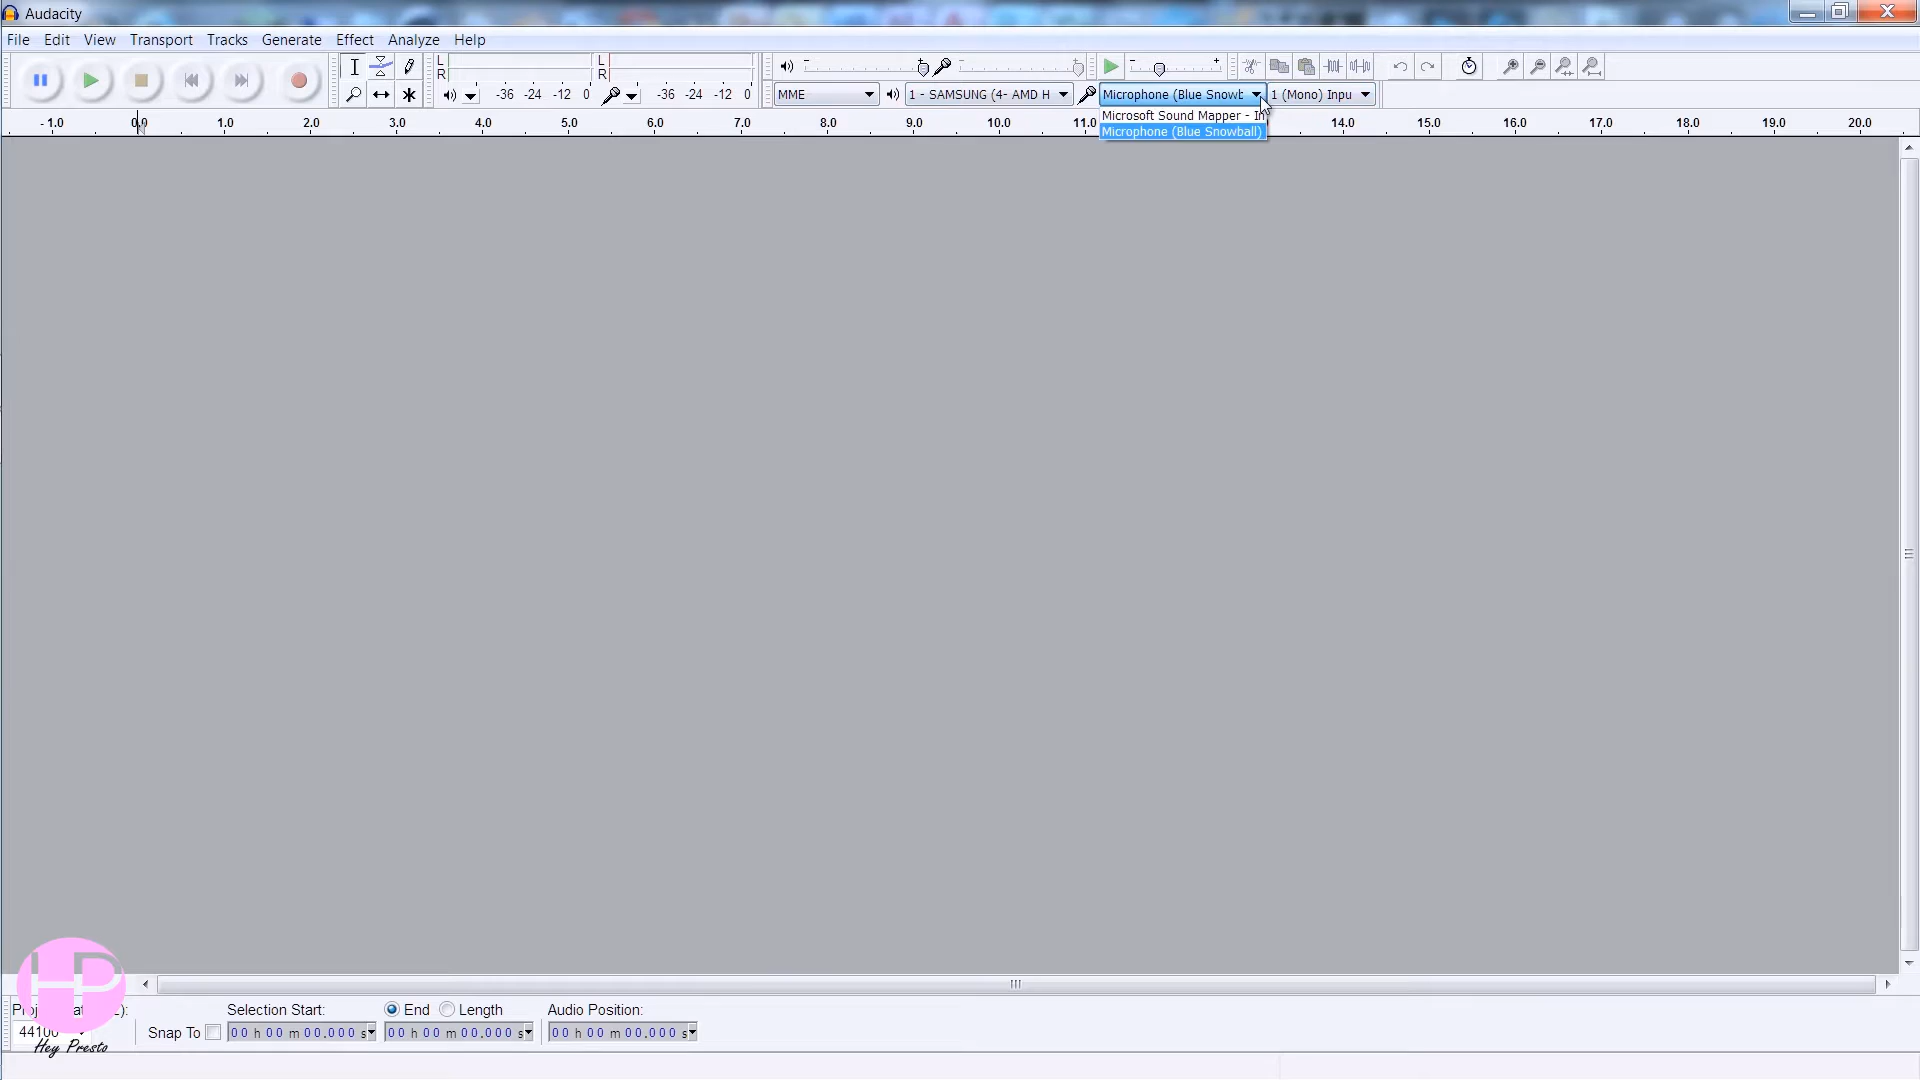 Audacity
File Edit View Transport Tracks Generate Effect Analyze Help
L
R
-36 -24 -12 0
L
R
-36 -24 -12 0
MME
1 - SAMSUNG (4- AMD H
Microphone (Blue Snowb
1 (Mono) Inpu
Microsoft Sound Mapper - In
Microphone (Blue Snowball)
- 1.0 0.0 1.0 2.0 3.0 4.0 5.0 6.0 7.0 8.0 9.0 10.0 11.0 14.0 15.0 16.0 17.0 18.0 19.0 20.0
HP
Hey Presto
44100
Snap To
Selection Start:
00 h 00 m 00.000 s
End Length
00 h 00 m 00.000 s
Audio Position:
00 h 00 m 00.000 s